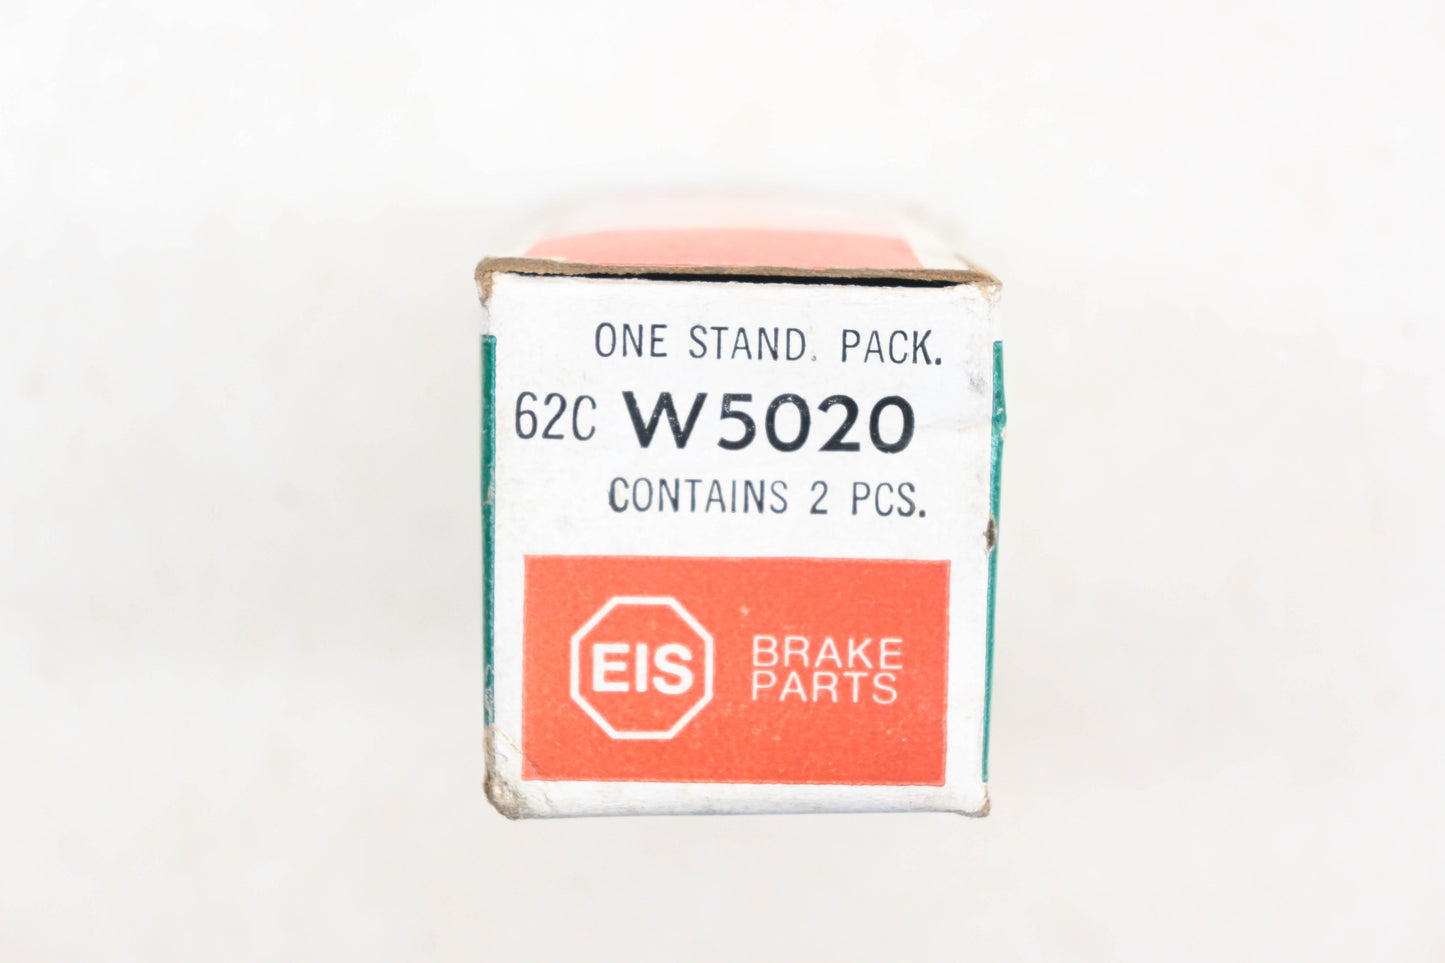 ONE STAND. PACK.
62C W5020
CONTAINS 2 PCS.
EIS
BRAKE
PARTS